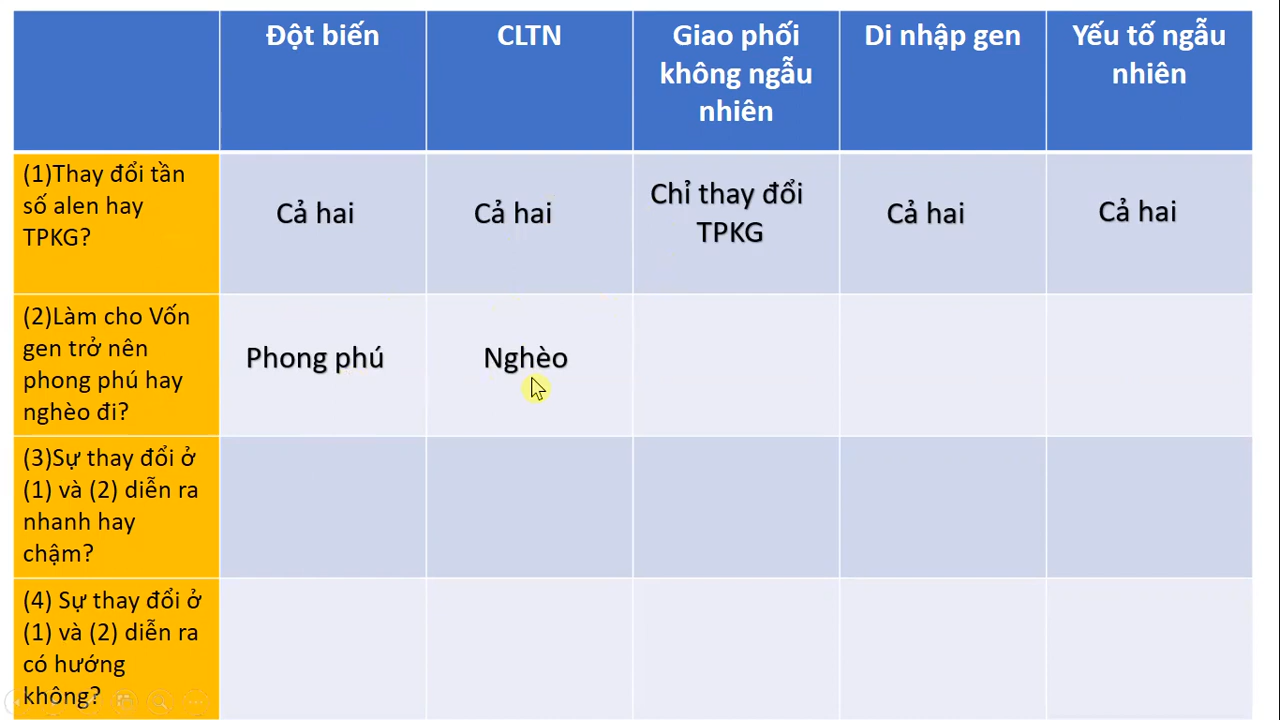 Đột biến
CLTN
Giao phối
không ngẫu
nhiên
Di nhập gen
Yếu tố ngẫu
nhiên
(1)Thay đổi tần
số alen hay
TPKG?
Cả hai
Cả hai
Chỉ thay đổi
TPKG
Cả hai
Cả hai
(2)Làm cho Vốn
gen trở nên
phong phú hay
nghèo đi?
Phong phú
Nghèo
(3)Sự thay đổi ở
(1) và (2) diễn ra
nhanh hay
chậm?
(4) Sự thay đổi ở
(1) và (2) diễn ra
có hướng
không?